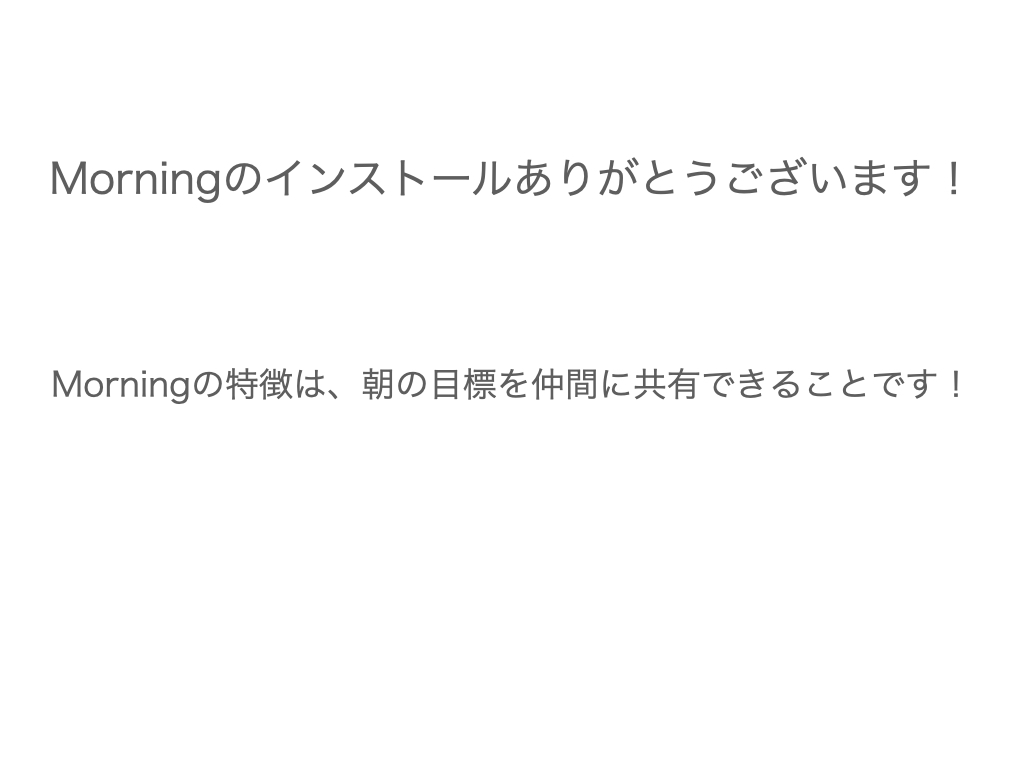 Morningのインストールありがとうございます！
Morningの特徴は、朝の目標を仲間に共有できることです！